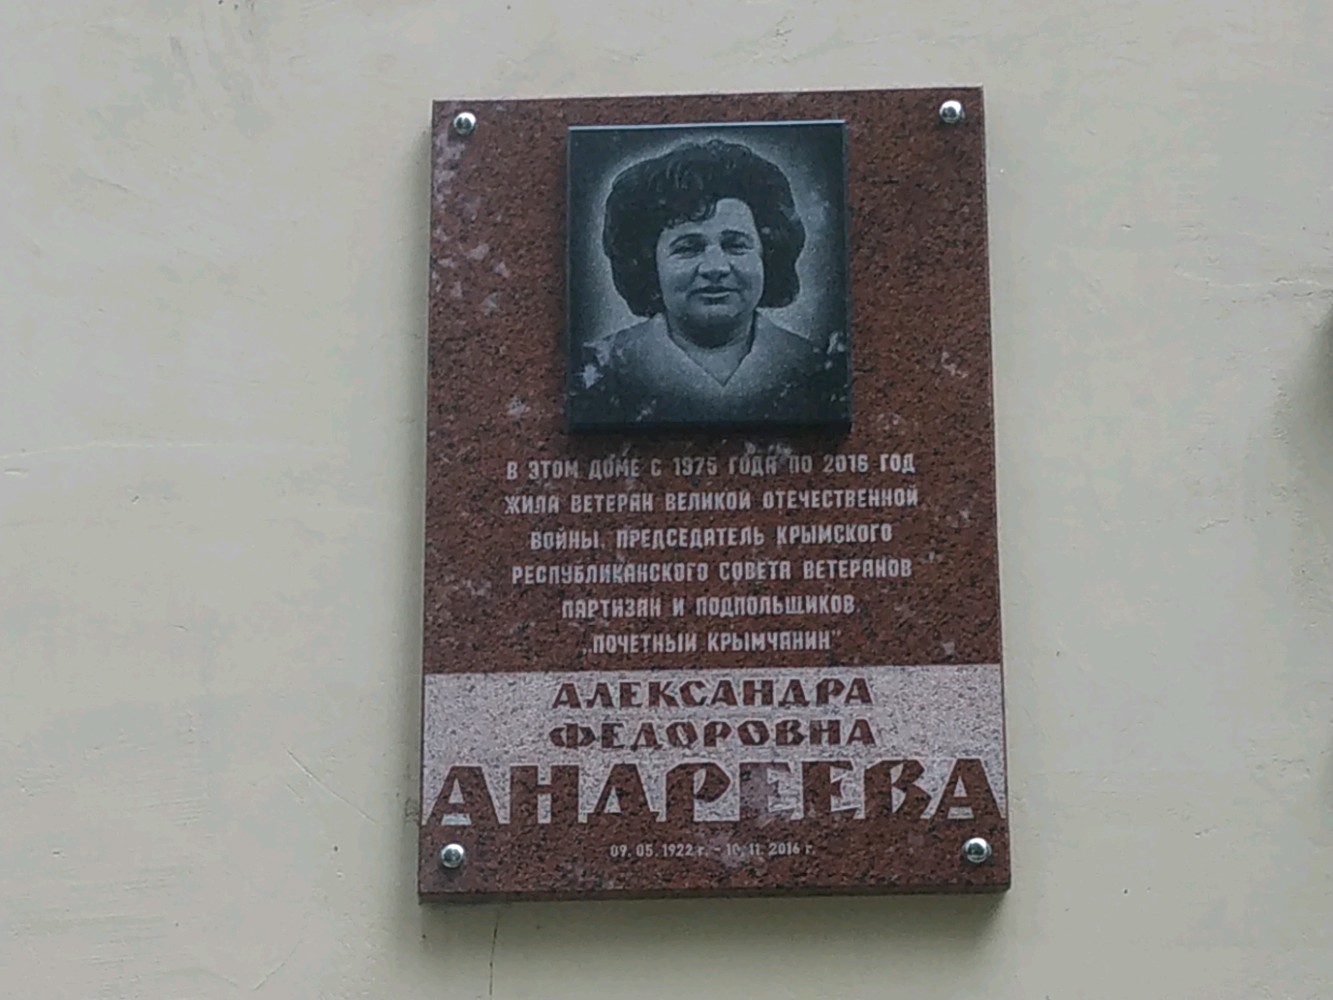 В ЭТОМ ДОМЕ С 1975 ГОДА ПО 2016 ГОД
ЖИЛА ВЕТЕРАН ВЕЛИКОЙ ОТЕЧЕСТВЕННОЙ
ВОЙНЫ, ПРЕДСЕДАТЕЛЬ КРЫМСКОГО
РЕСПУБЛИКАНСКОГО СОВЕТА ВЕТЕРАНОВ
ПАРТИЗАН И ПОДПОЛЬЩИКОВ,
„ПОЧЕТНЫЙ КРЫМЧАНИН"
АЛЕКСАНДРА
ФЕДОРОВНА
АНДРЕЕВА
09. 05. 1922 г. - 10. 11. 2016 г.